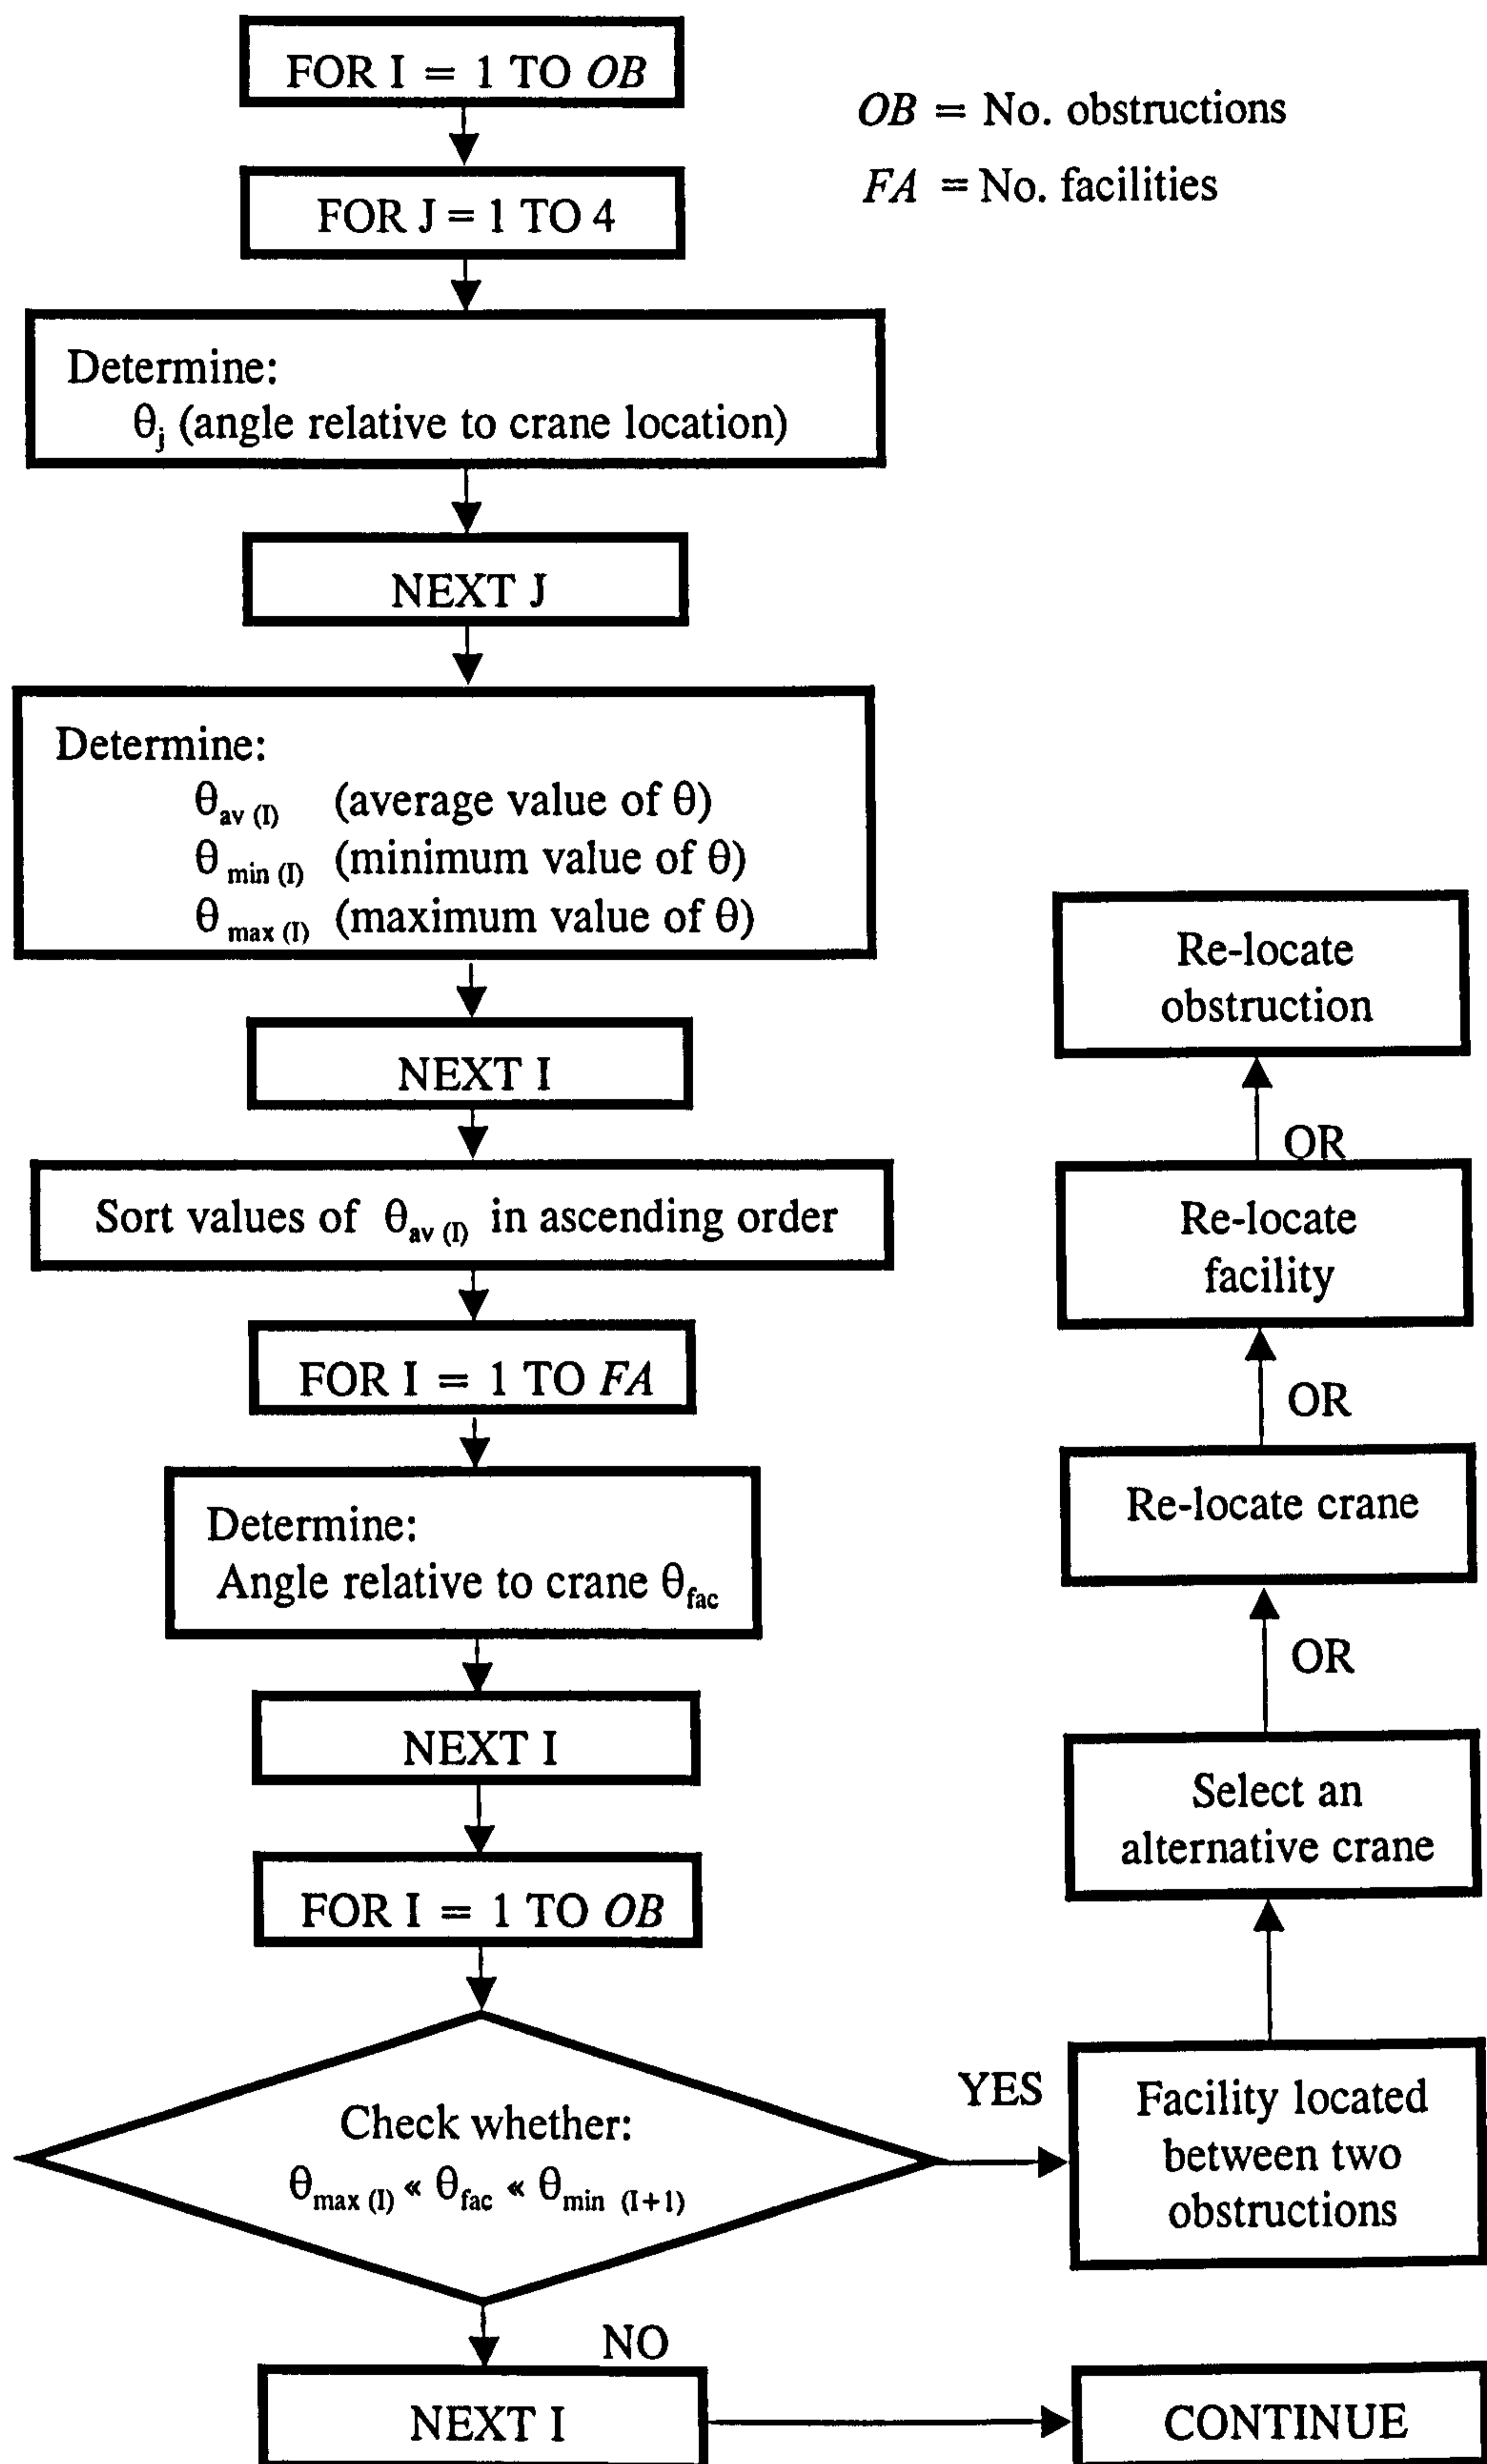 FOR I = 1 TO OB
OB = No. obstructions
FOR J = 1 TO 4
FA = No. facilities
Determine:
θj (angle relative to crane location)
NEXT J
Determine:
θav (I) (average value of θ)
θ min (I) (minimum value of θ)
θ max (I) (maximum value of θ)
NEXT I
Sort values of θav (I) in ascending order
FOR I = 1 TO FA
Determine:
Angle relative to crane θfac
NEXT I
FOR I = 1 TO OB
Check whether:
θmax (I) « θfac « θmin (I+1)
YES
NO
NEXT I
Re-locate
obstruction
OR
Re-locate
facility
OR
Re-locate crane
OR
Select an
alternative crane
Facility located
between two
obstructions
CONTINUE